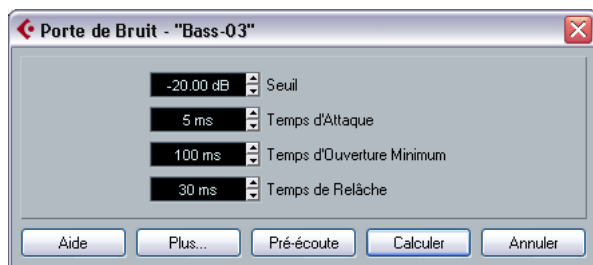 Porte de Bruit - "Bass-03"
-20.00 dB Seuil
5 ms Temps d'Attaque
100 ms Temps d'Ouverture Minimum
30 ms Temps de Relâche
Aide Plus... Pré-écoute Calculer Annuler